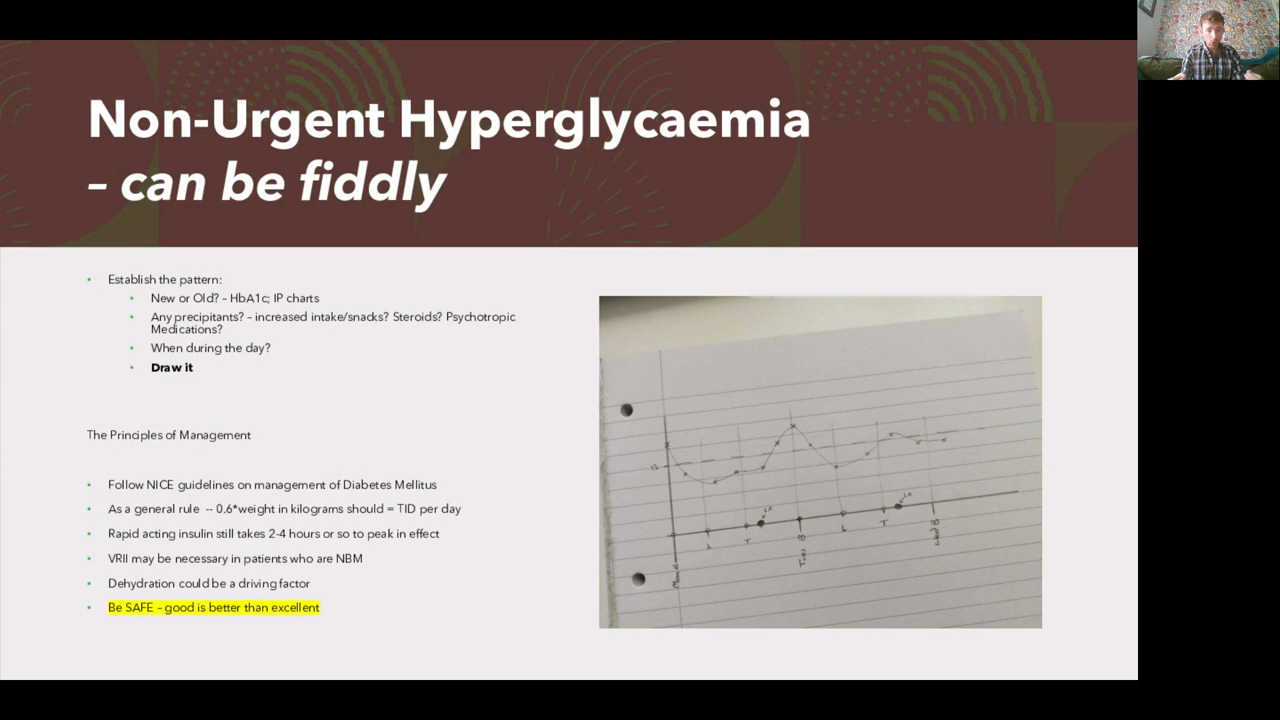 Non-Urgent Hyperglycaemia
– can be fiddly
• Establish the pattern:
• New or Old? – HbA1c; IP charts
• Any precipitants? – increased intake/snacks? Steroids? Psychotropic
Medications?
• When during the day?
• Draw it
The Principles of Management
• Follow NICE guidelines on management of Diabetes Mellitus
• As a general rule -- 0.6*weight in kilograms should = TID per day
• Rapid acting insulin still takes 2-4 hours or so to peak in effect
• VRII may be necessary in patients who are NBM
• Dehydration could be a driving factor
• Be SAFE – good is better than excellent
L
T
B
L
T
B
Tues